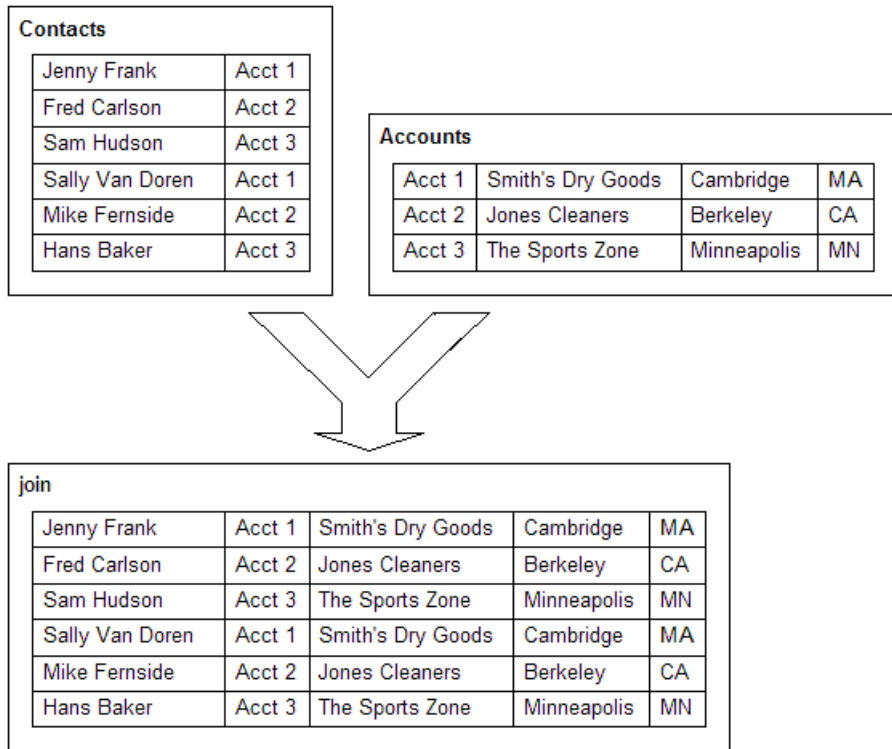 Contacts
Jenny Frank Acct 1
Fred Carlson Acct 2
Sam Hudson Acct 3
Sally Van Doren Acct 1
Mike Fernside Acct 2
Hans Baker Acct 3
Accounts
Acct 1 Smith's Dry Goods Cambridge MA
Acct 2 Jones Cleaners Berkeley CA
Acct 3 The Sports Zone Minneapolis MN
join
Jenny Frank Acct 1 Smith's Dry Goods Cambridge MA
Fred Carlson Acct 2 Jones Cleaners Berkeley CA
Sam Hudson Acct 3 The Sports Zone Minneapolis MN
Sally Van Doren Acct 1 Smith's Dry Goods Cambridge MA
Mike Fernside Acct 2 Jones Cleaners Berkeley CA
Hans Baker Acct 3 The Sports Zone Minneapolis MN